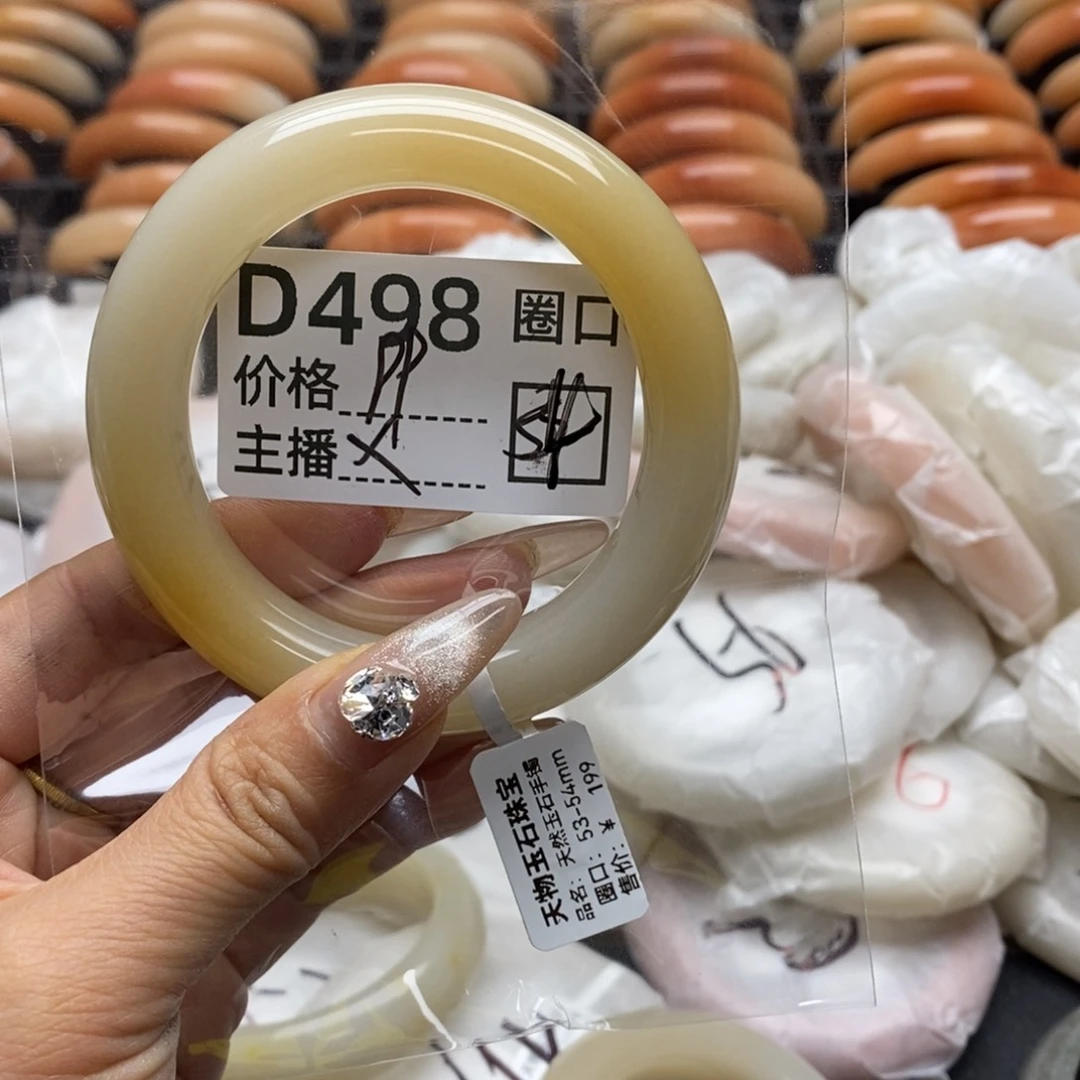 D498 圈口
价格
主播
54
天物玉石珠宝
品名：天然玉石手镯
圈口：53-54mm
售价：¥ 199